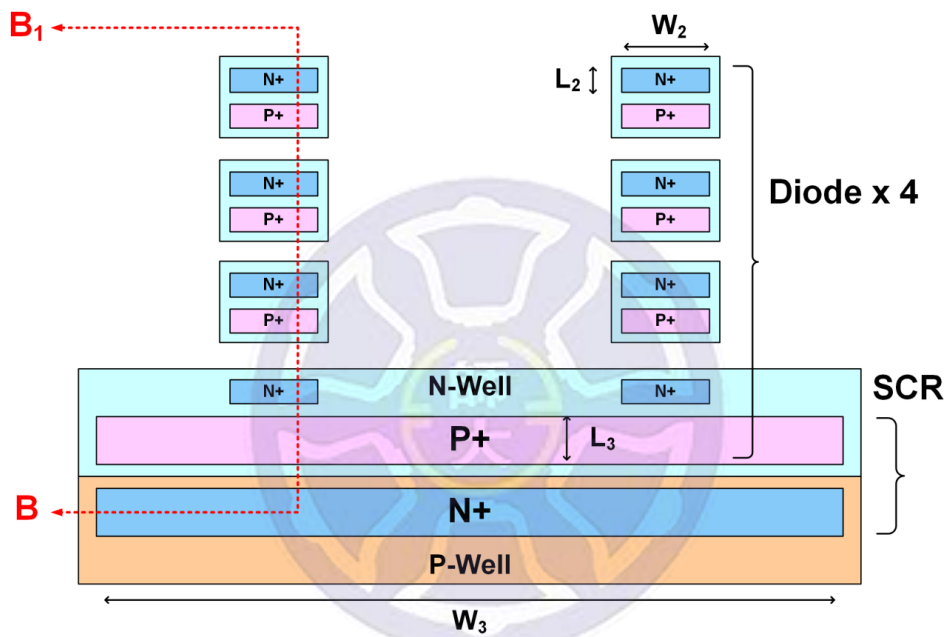 B₁
W₂
N+
N+
L₂
P+
P+
N+
N+
Diode x 4
P+
P+
N+
N+
P+
P+
N-Well
SCR
N+
N+
P+
L₃
B
N+
P-Well
W₃